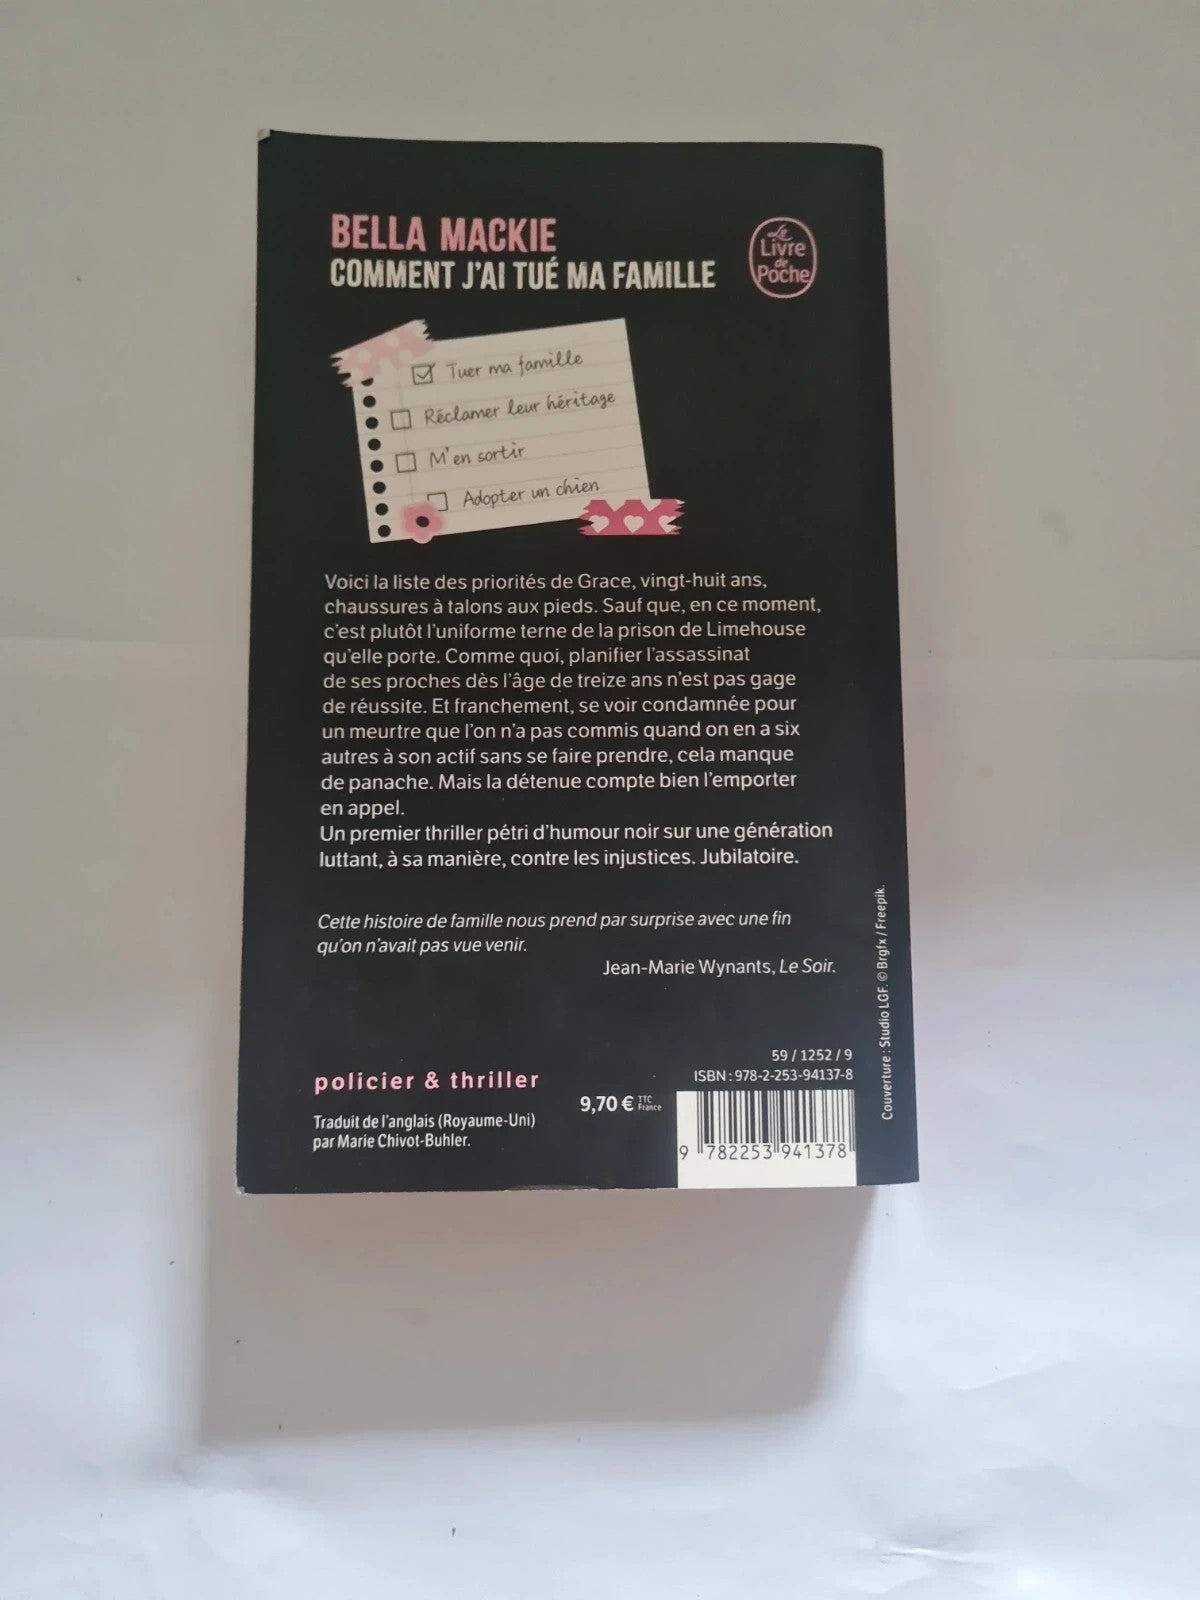 BELLA MACKIE
COMMENT J'AI TUÉ MA FAMILLE
Le
Livre
de
Poche
Tuer ma famille
Réclamer leur héritage
M'en sortir
Adopter un chien
Voici la liste des priorités de Grace, vingt-huit ans,
chaussures à talons aux pieds. Sauf que, en ce moment,
c'est plutôt l'uniforme terne de la prison de Limehouse
qu'elle porte. Comme quoi, planifier l'assassinat
de ses proches dès l'âge de treize ans n'est pas gage
de réussite. Et franchement, se voir condamnée pour
un meurtre que l'on n'a pas commis quand on en a six
autres à son actif sans se faire prendre, cela manque
de panache. Mais la détenue compte bien l'emporter
en appel.
Un premier thriller pétri d'humour noir sur une génération
luttant, à sa manière, contre les injustices. Jubilatoire.
Cette histoire de famille nous prend par surprise avec une fin
qu'on n'avait pas vue venir.
Jean-Marie Wynants, Le Soir.
policier & thriller
Traduit de l'anglais (Royaume-Uni)
par Marie Chivot-Buhler.
9,70 € TTC
France
59 / 1252 / 9
ISBN : 978-2-253-94137-8
9 782253 941378
Couverture : Studio LGF. © Brgfx / Freepik.